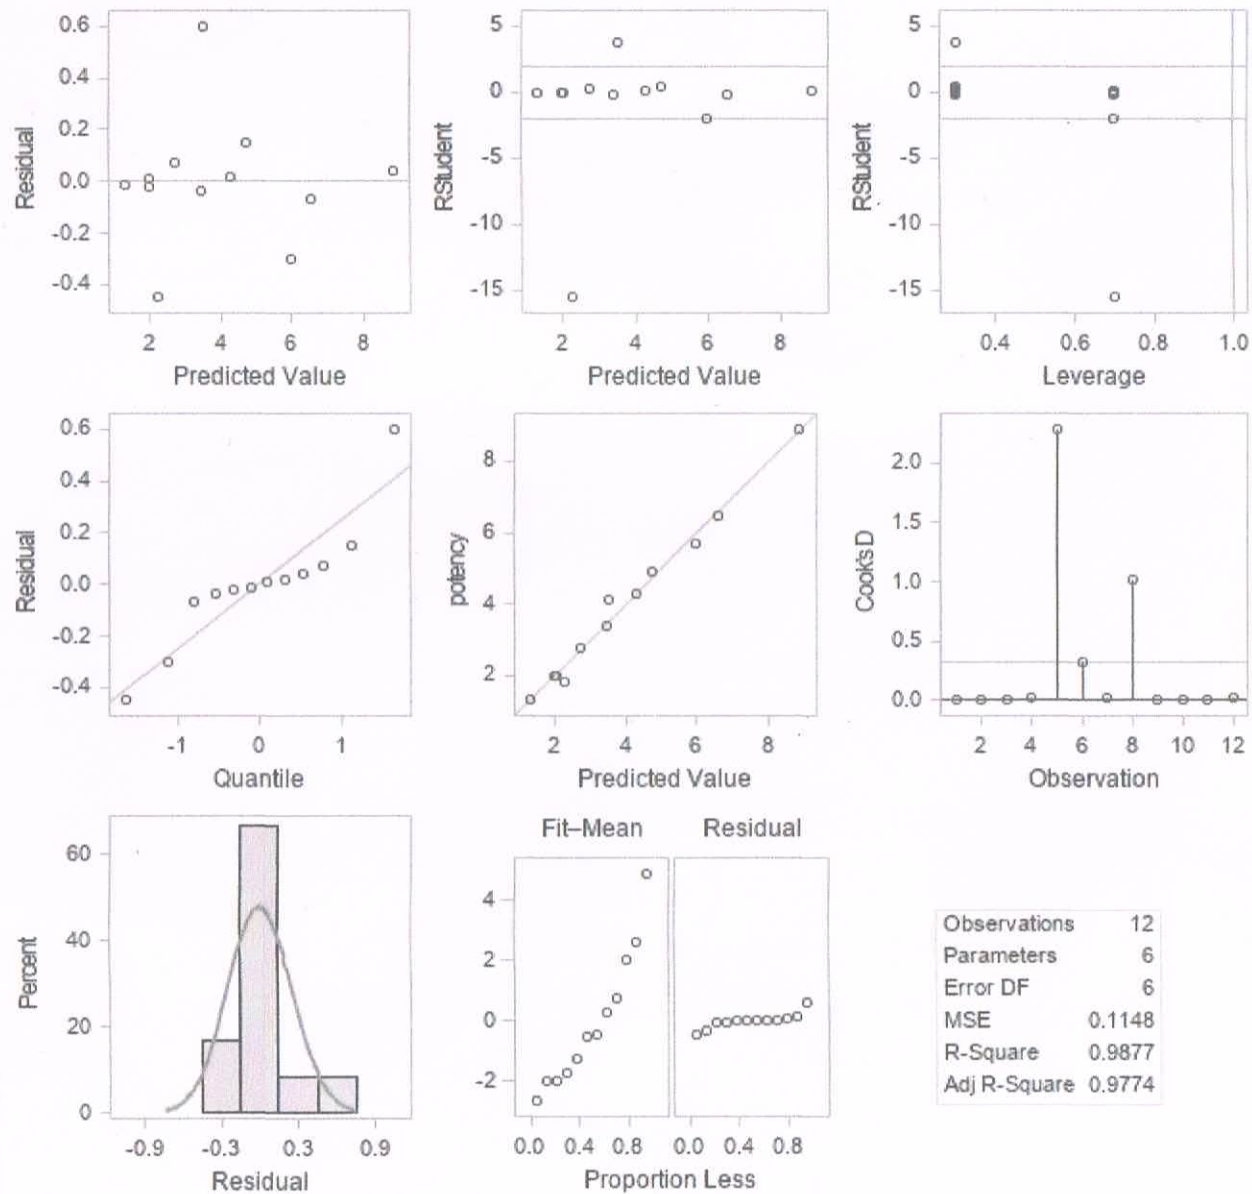 0.6
0.4
0.2
0.0
-0.2
-0.4
Residual
2 4 6 8
Predicted Value
5
0
-5
-10
-15
RStudent
2 4 6 8
Predicted Value
5
0
-5
-10
-15
RStudent
0.4 0.6 0.8 1.0
Leverage
0.6
0.4
0.2
0.0
-0.2
-0.4
Residual
-1 0 1
Quantile
8
6
4
2
potency
2 4 6 8
Predicted Value
2.0
1.5
1.0
0.5
0.0
Cook's D
2 4 6 8 10 12
Observation
60
40
20
0
Percent
-0.9 -0.3 0.3 0.9
Residual
Fit–Mean Residual
4
2
0
-2
0.0 0.4 0.8 0.0 0.4 0.8
Proportion Less
Observations 12
Parameters 6
Error DF 6
MSE 0.1148
R-Square 0.9877
Adj R-Square 0.9774